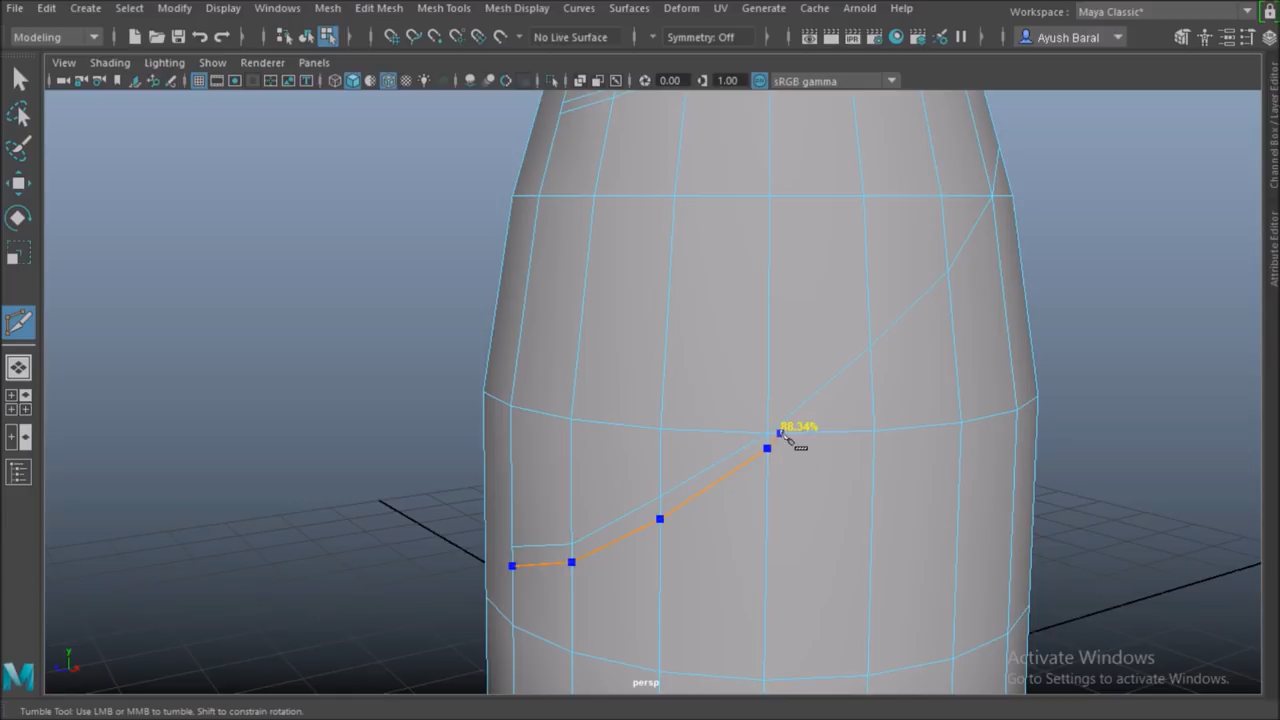 File Edit Create Select Modify Display Windows Mesh Edit Mesh Mesh Tools Mesh Display Curves Surfaces Deform UV Generate Cache Arnold Help
Workspace : Maya Classic*
Modeling
No Live Surface
Symmetry: Off
Ayush Baral
View Shading Lighting Show Renderer Panels
0.00
1.00
sRGB gamma
Channel Box / Layer Editor
Attribute Editor
88.34%
y
Activate Windows
Go to Settings to activate Windows.
persp
Tumble Tool: Use LMB or MMB to tumble. Shift to constrain rotation.